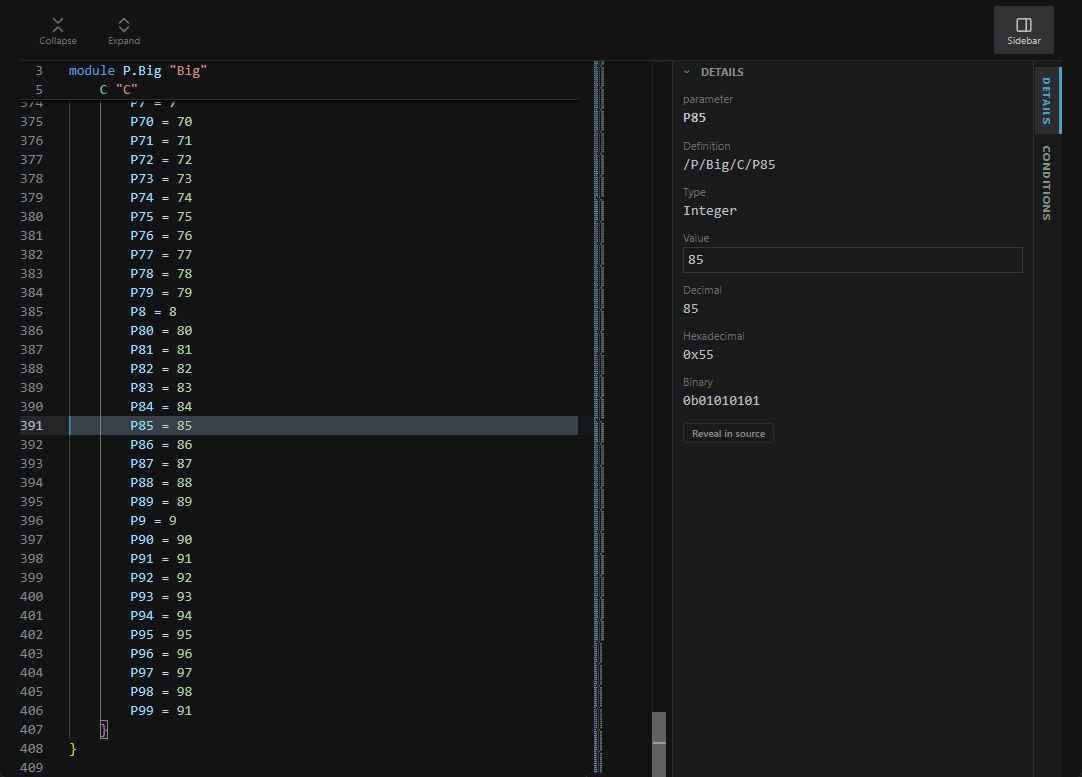 Collapse
Expand
Sidebar
3 module P.Big "Big"
5 C "C"
374 P7 = 7
375 P70 = 70
376 P71 = 71
377 P72 = 72
378 P73 = 73
379 P74 = 74
380 P75 = 75
381 P76 = 76
382 P77 = 77
383 P78 = 78
384 P79 = 79
385 P8 = 8
386 P80 = 80
387 P81 = 81
388 P82 = 82
389 P83 = 83
390 P84 = 84
391 P85 = 85
392 P86 = 86
393 P87 = 87
394 P88 = 88
395 P89 = 89
396 P9 = 9
397 P90 = 90
398 P91 = 91
399 P92 = 92
400 P93 = 93
401 P94 = 94
402 P95 = 95
403 P96 = 96
404 P97 = 97
405 P98 = 98
406 P99 = 91
407 }
408 }
409
DETAILS
parameter
P85
Definition
/P/Big/C/P85
Type
Integer
Value
85
Decimal
85
Hexadecimal
0x55
Binary
0b01010101
Reveal in source
DETAILS
CONDITIONS